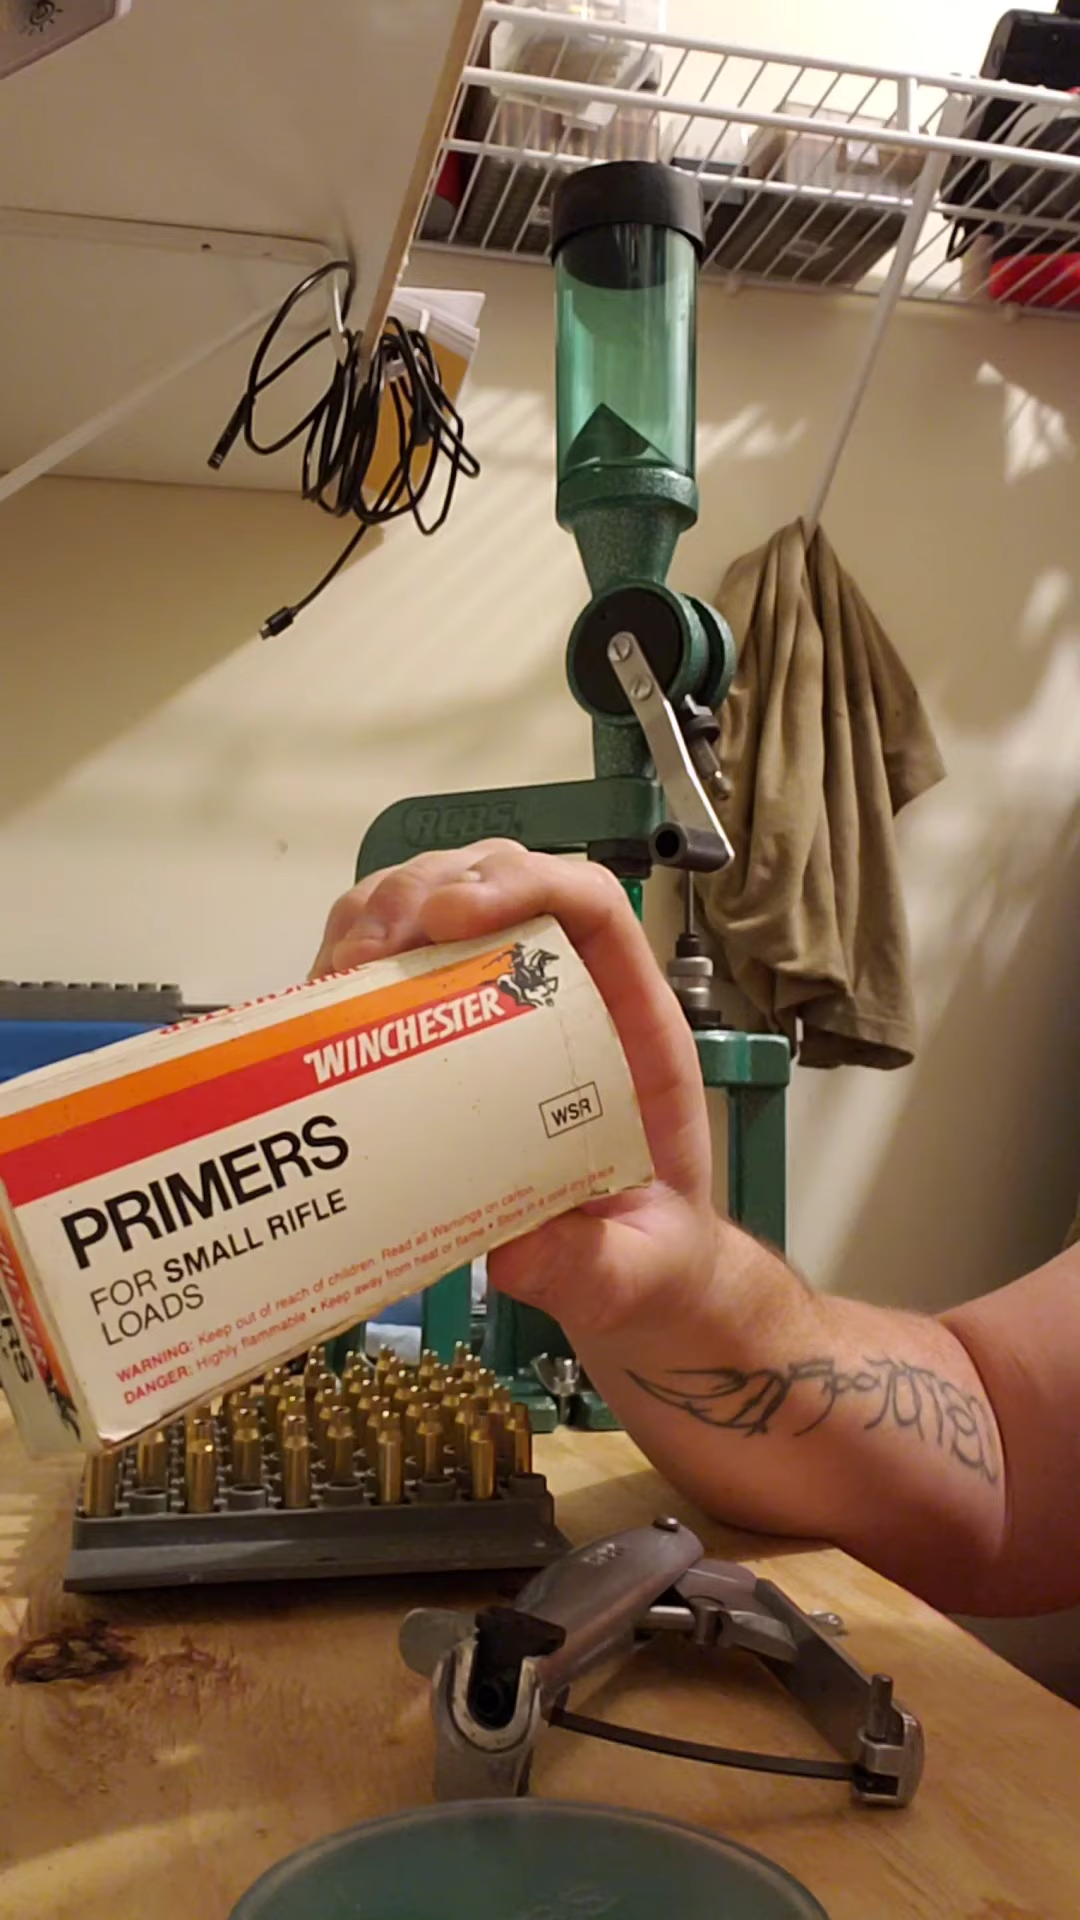 RCBS
WINCHESTER
WINCHESTER
WSR
PRIMERS
FOR SMALL RIFLE
LOADS
WARNING: Keep out of reach of children. Read all Warnings on carton.
DANGER: Highly flammable • Keep away from heat or flame • Store in a cool dry place